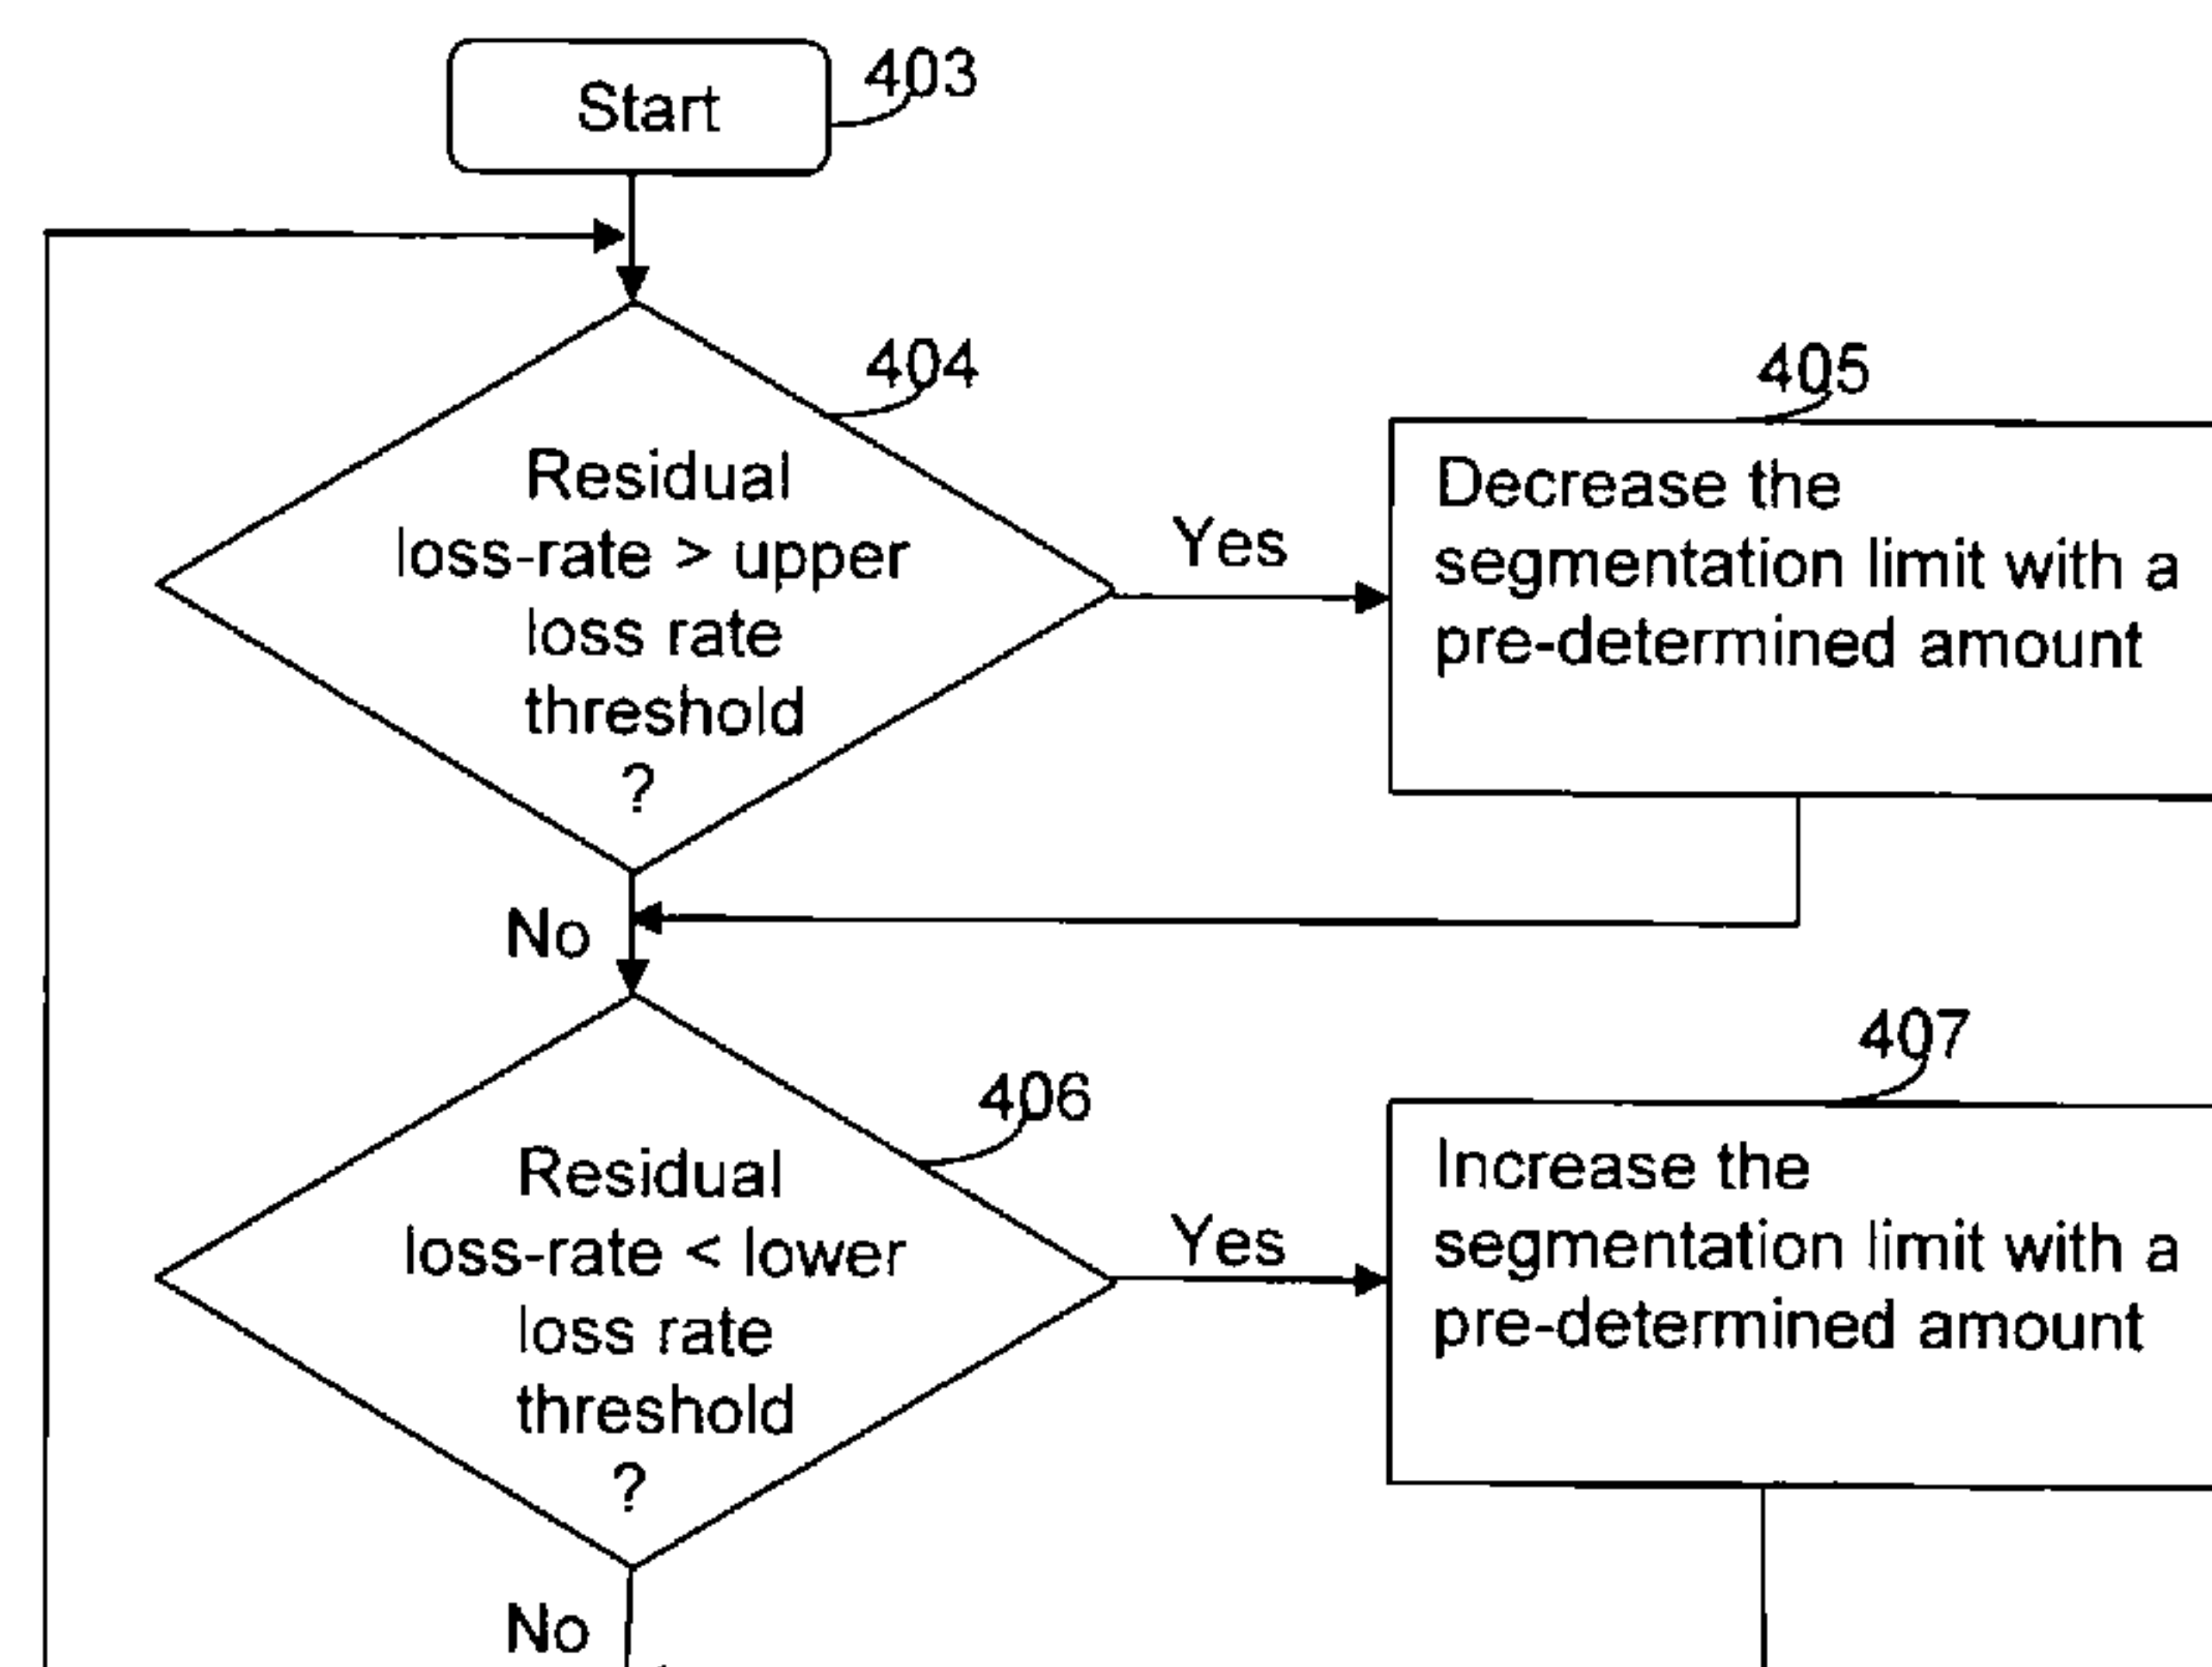 Start
403
404
Residual
loss-rate > upper
loss rate
threshold
?
Yes
405
Decrease the
segmentation limit with a
pre-determined amount
No
406
Residual
loss-rate < lower
loss rate
threshold
?
Yes
407
Increase the
segmentation limit with a
pre-determined amount
No